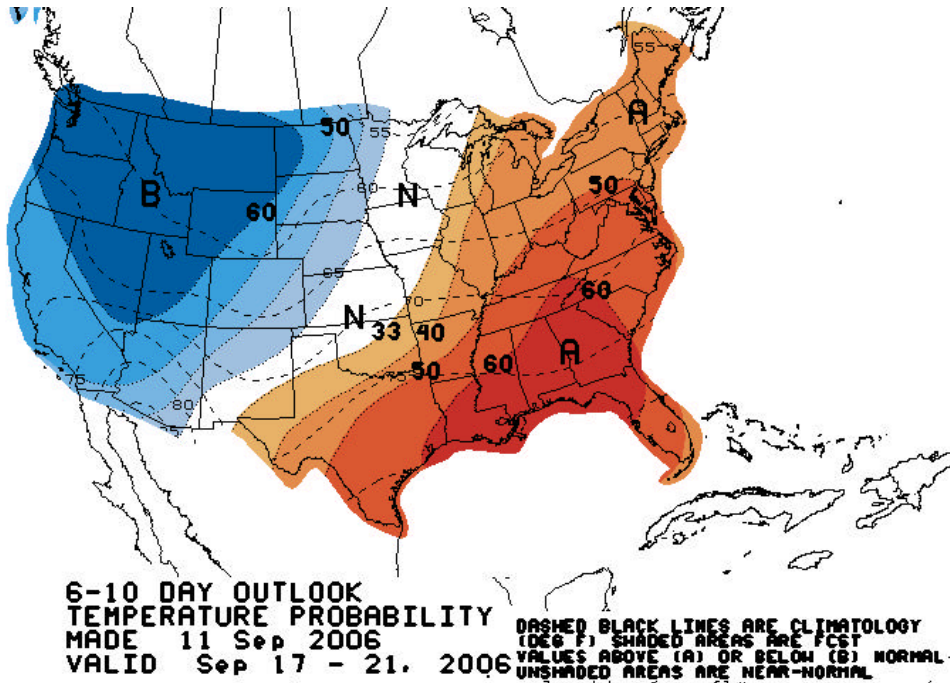 55
A
50
55
B
60
N
50
60
65
60
70
N
33
40
A
60
50
75
75
80
6-10 DAY OUTLOOK
TEMPERATURE PROBABILITY
MADE 11 Sep 2006
VALID Sep 17 - 21, 2006
DASHED BLACK LINES ARE CLIMATOLOGY
(DEG F) SHADED AREAS ARE FCST
VALUES ABOVE (A) OR BELOW (B) NORMAL
UNSHADED AREAS ARE NEAR-NORMAL